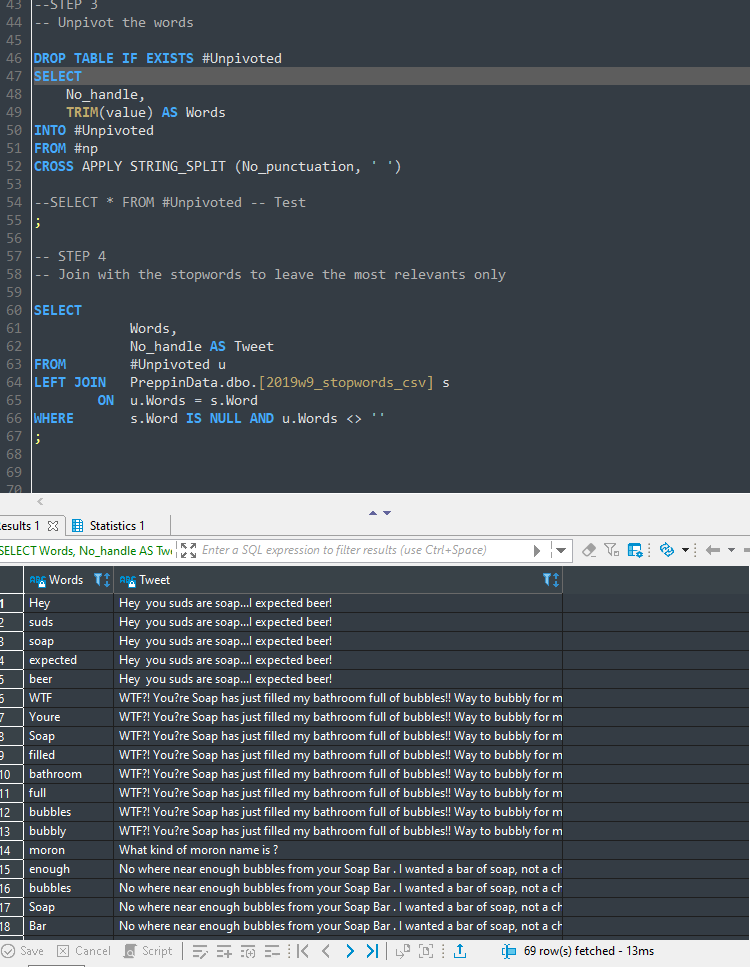 43 --STEP 3
44 -- Unpivot the words
45
46 DROP TABLE IF EXISTS #Unpivoted
47 SELECT
48 No_handle,
49 TRIM(value) AS Words
50 INTO #Unpivoted
51 FROM #np
52 CROSS APPLY STRING_SPLIT (No_punctuation, ' ')
53
54 --SELECT * FROM #Unpivoted -- Test
55 ;
56
57 -- STEP 4
58 -- Join with the stopwords to leave the most relevants only
59
60 SELECT
61 Words,
62 No_handle AS Tweet
63 FROM #Unpivoted u
64 LEFT JOIN PreppinData.dbo.[2019w9_stopwords_csv] s
65 ON u.Words = s.Word
66 WHERE s.Word IS NULL AND u.Words <> ''
67 ;
68
69
70
esults 1 Statistics 1
SELECT Words, No_handle AS Twe Enter a SQL expression to filter results (use Ctrl+Space)
ABC Words ABC Tweet
1 Hey Hey  you suds are soap...I expected beer!
2 suds Hey  you suds are soap...I expected beer!
3 soap Hey  you suds are soap...I expected beer!
4 expected Hey  you suds are soap...I expected beer!
5 beer Hey  you suds are soap...I expected beer!
6 WTF WTF?! You?re Soap has just filled my bathroom full of bubbles!! Way to bubbly for m
7 Youre WTF?! You?re Soap has just filled my bathroom full of bubbles!! Way to bubbly for m
8 Soap WTF?! You?re Soap has just filled my bathroom full of bubbles!! Way to bubbly for m
9 filled WTF?! You?re Soap has just filled my bathroom full of bubbles!! Way to bubbly for m
10 bathroom WTF?! You?re Soap has just filled my bathroom full of bubbles!! Way to bubbly for m
11 full WTF?! You?re Soap has just filled my bathroom full of bubbles!! Way to bubbly for m
12 bubbles WTF?! You?re Soap has just filled my bathroom full of bubbles!! Way to bubbly for m
13 bubbly WTF?! You?re Soap has just filled my bathroom full of bubbles!! Way to bubbly for m
14 moron What kind of moron name is ?
15 enough No where near enough bubbles from your Soap Bar . I wanted a bar of soap, not a ch
16 bubbles No where near enough bubbles from your Soap Bar . I wanted a bar of soap, not a ch
17 Soap No where near enough bubbles from your Soap Bar . I wanted a bar of soap, not a ch
18 Bar No where near enough bubbles from your Soap Bar . I wanted a bar of soap, not a ch
Save Cancel Script 69 row(s) fetched - 13ms